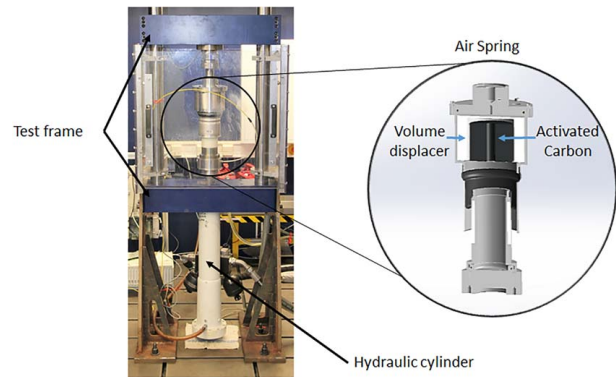 Air Spring
Test frame
Volume
displacer
Activated
Carbon
Hydraulic cylinder